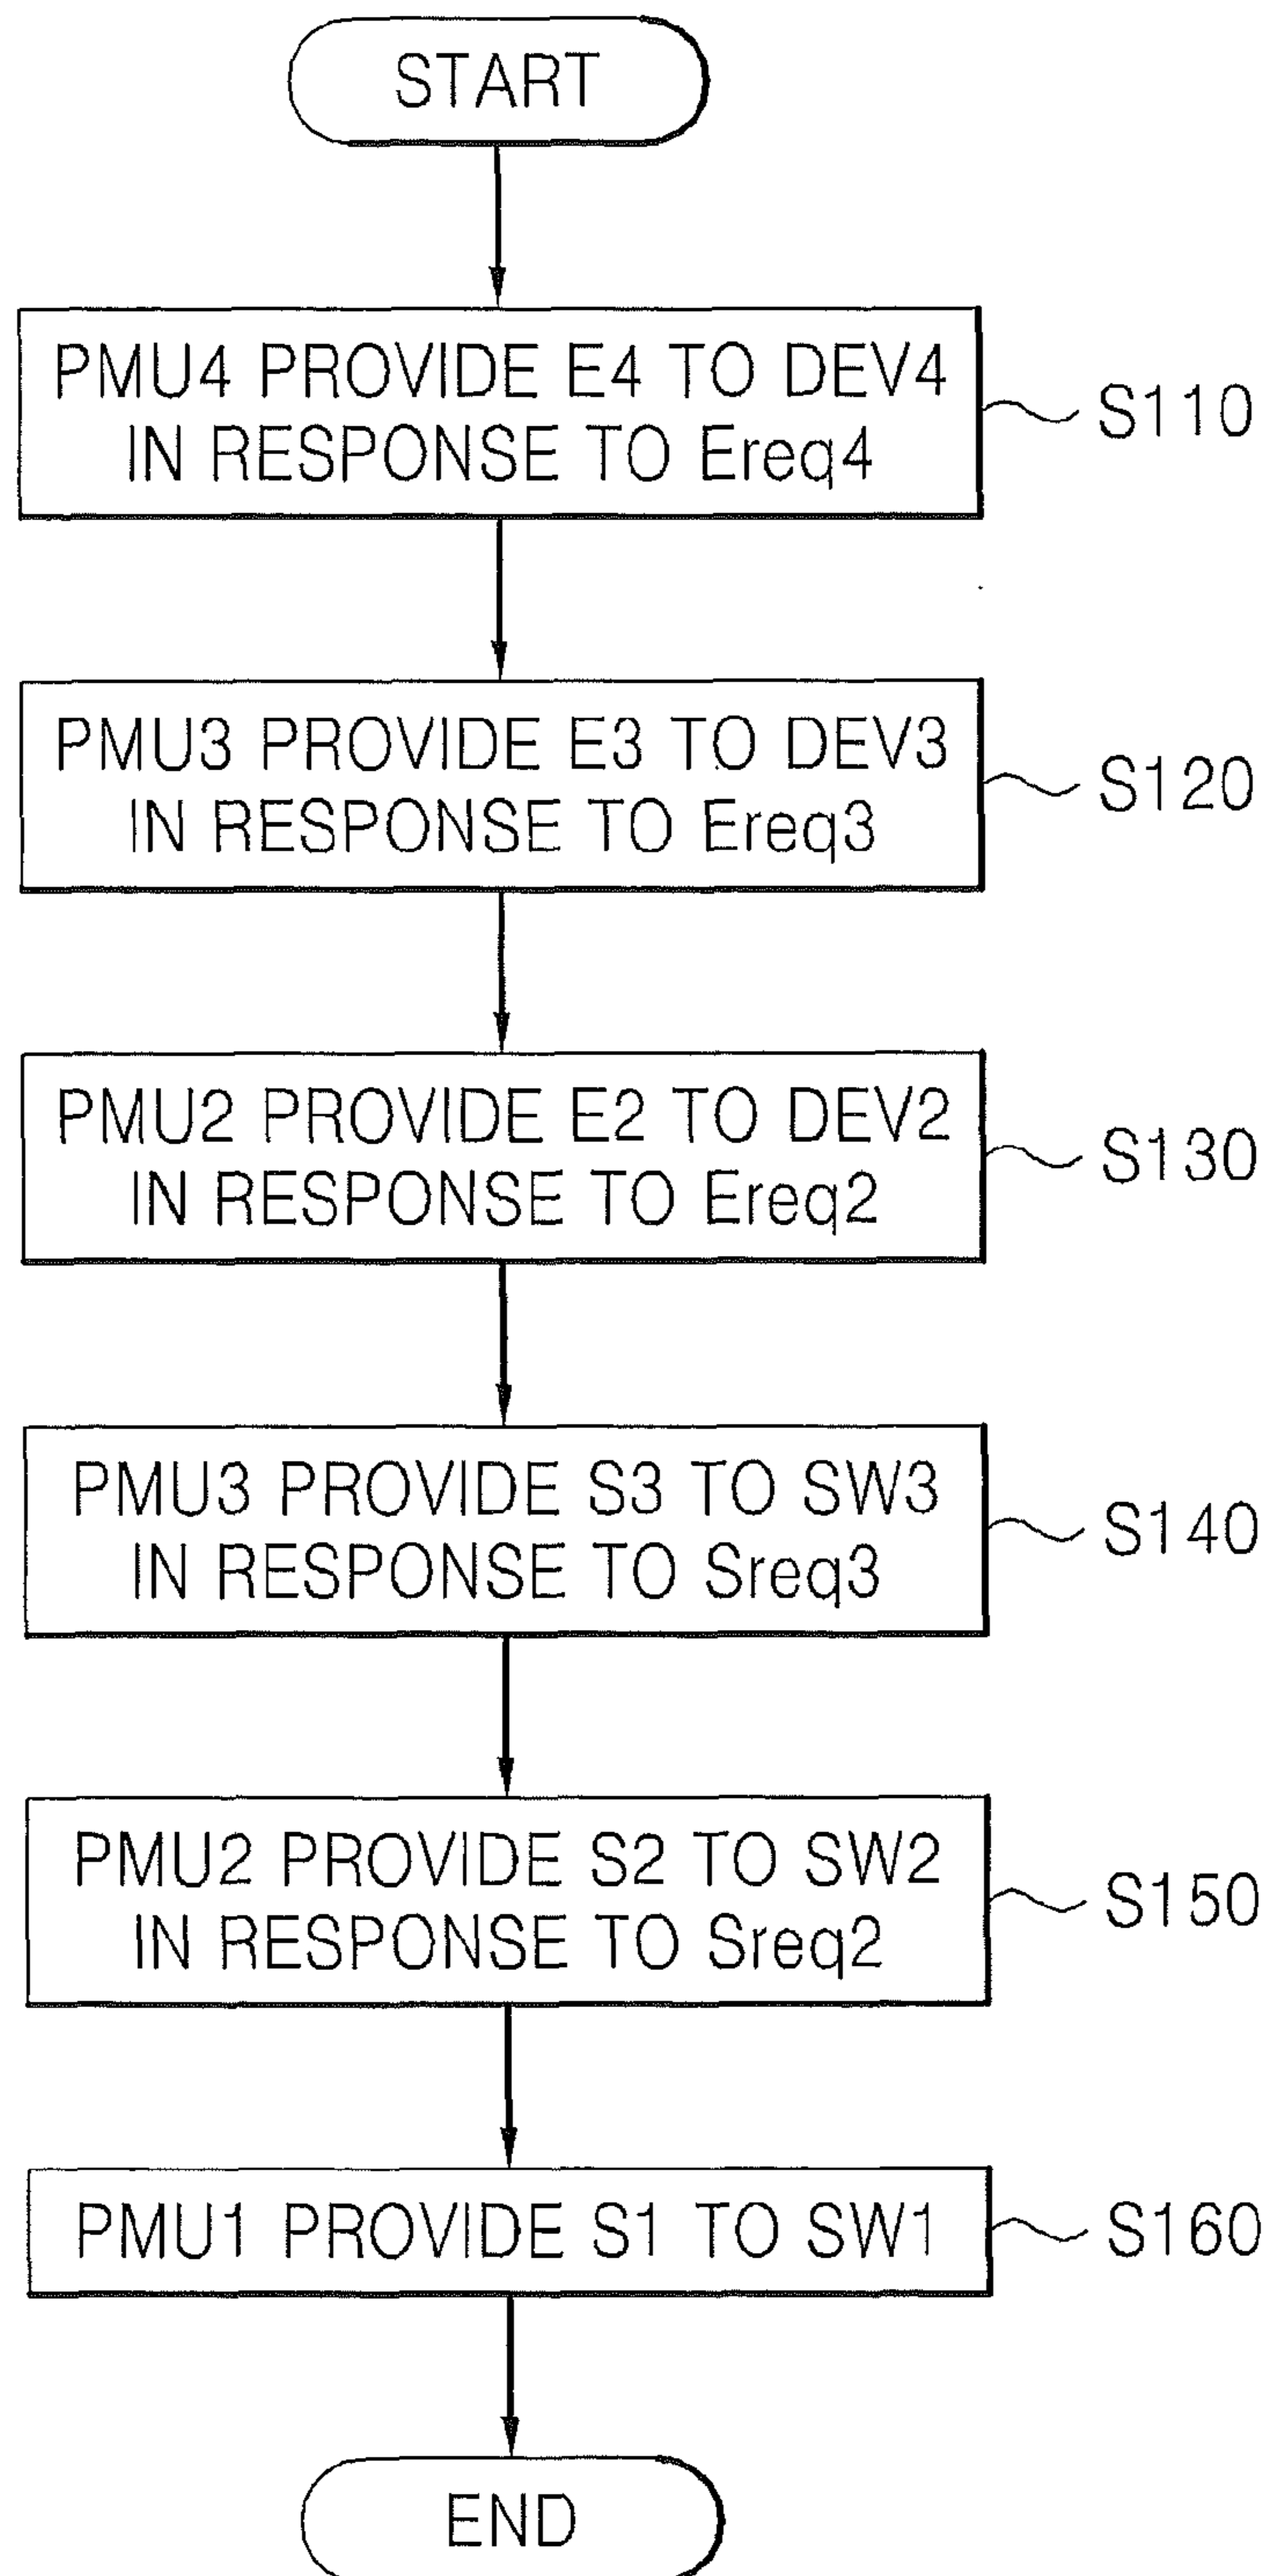 START
PMU4 PROVIDE E4 TO DEV4
IN RESPONSE TO Ereq4
S110
PMU3 PROVIDE E3 TO DEV3
IN RESPONSE TO Ereq3
S120
PMU2 PROVIDE E2 TO DEV2
IN RESPONSE TO Ereq2
S130
PMU3 PROVIDE S3 TO SW3
IN RESPONSE TO Sreq3
S140
PMU2 PROVIDE S2 TO SW2
IN RESPONSE TO Sreq2
S150
PMU1 PROVIDE S1 TO SW1
S160
END